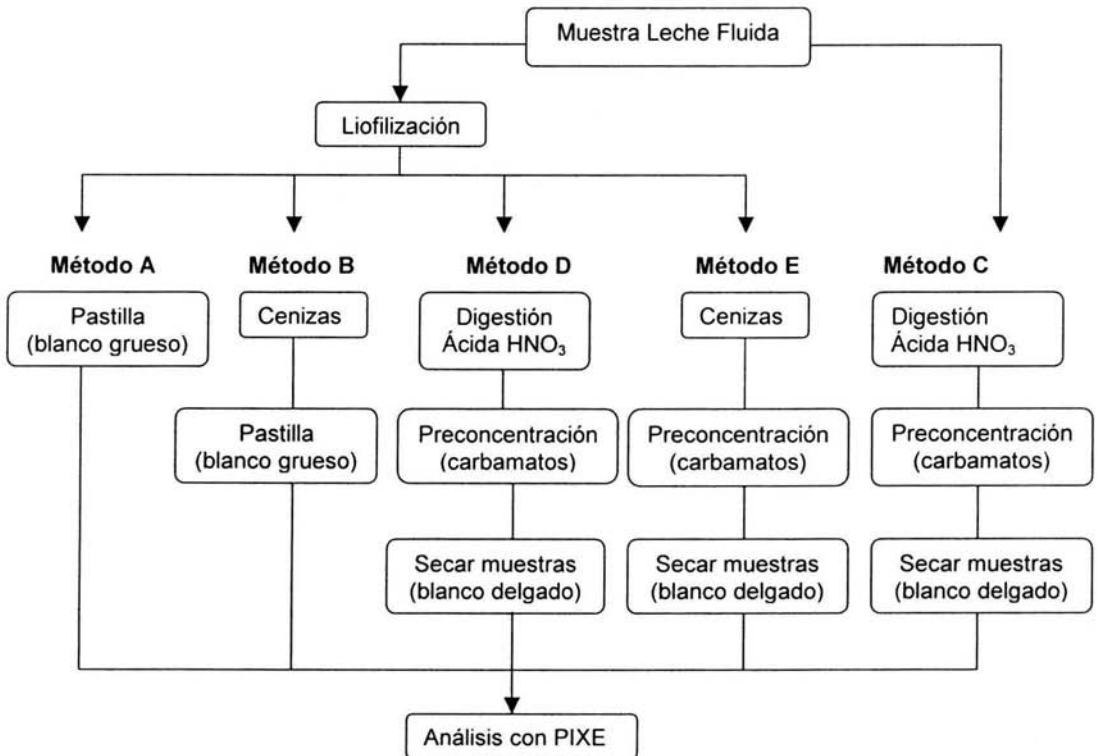 Muestra Leche Fluida
Liofilización
Método A
Método B
Método D
Método E
Método C
Pastilla
(blanco grueso)
Cenizas
Digestión
Ácida HNO₃
Cenizas
Digestión
Ácida HNO₃
Pastilla
(blanco grueso)
Preconcentración
(carbamatos)
Preconcentración
(carbamatos)
Preconcentración
(carbamatos)
Secar muestras
(blanco delgado)
Secar muestras
(blanco delgado)
Secar muestras
(blanco delgado)
Análisis con PIXE